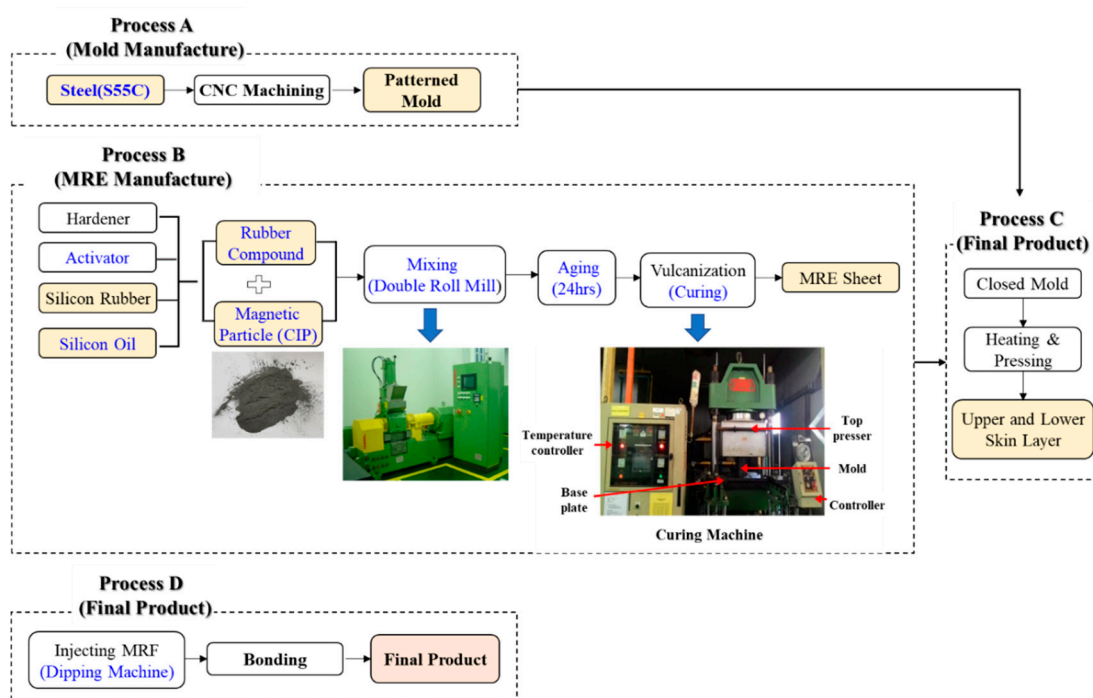 Process A
(Mold Manufacture)
Steel(S55C)
CNC Machining
Patterned
Mold
Process B
(MRE Manufacture)
Hardener
Activator
Silicon Rubber
Silicon Oil
Rubber
Compound
Magnetic
Particle (CIP)
Mixing
(Double Roll Mill)
Aging
(24hrs)
Vulcanization
(Curing)
MRE Sheet
Temperature
controller
Base
plate
Top
presser
Mold
Controller
Curing Machine
Process C
(Final Product)
Closed Mold
Heating &
Pressing
Upper and Lower
Skin Layer
Process D
(Final Product)
Injecting MRF
(Dipping Machine)
Bonding
Final Product